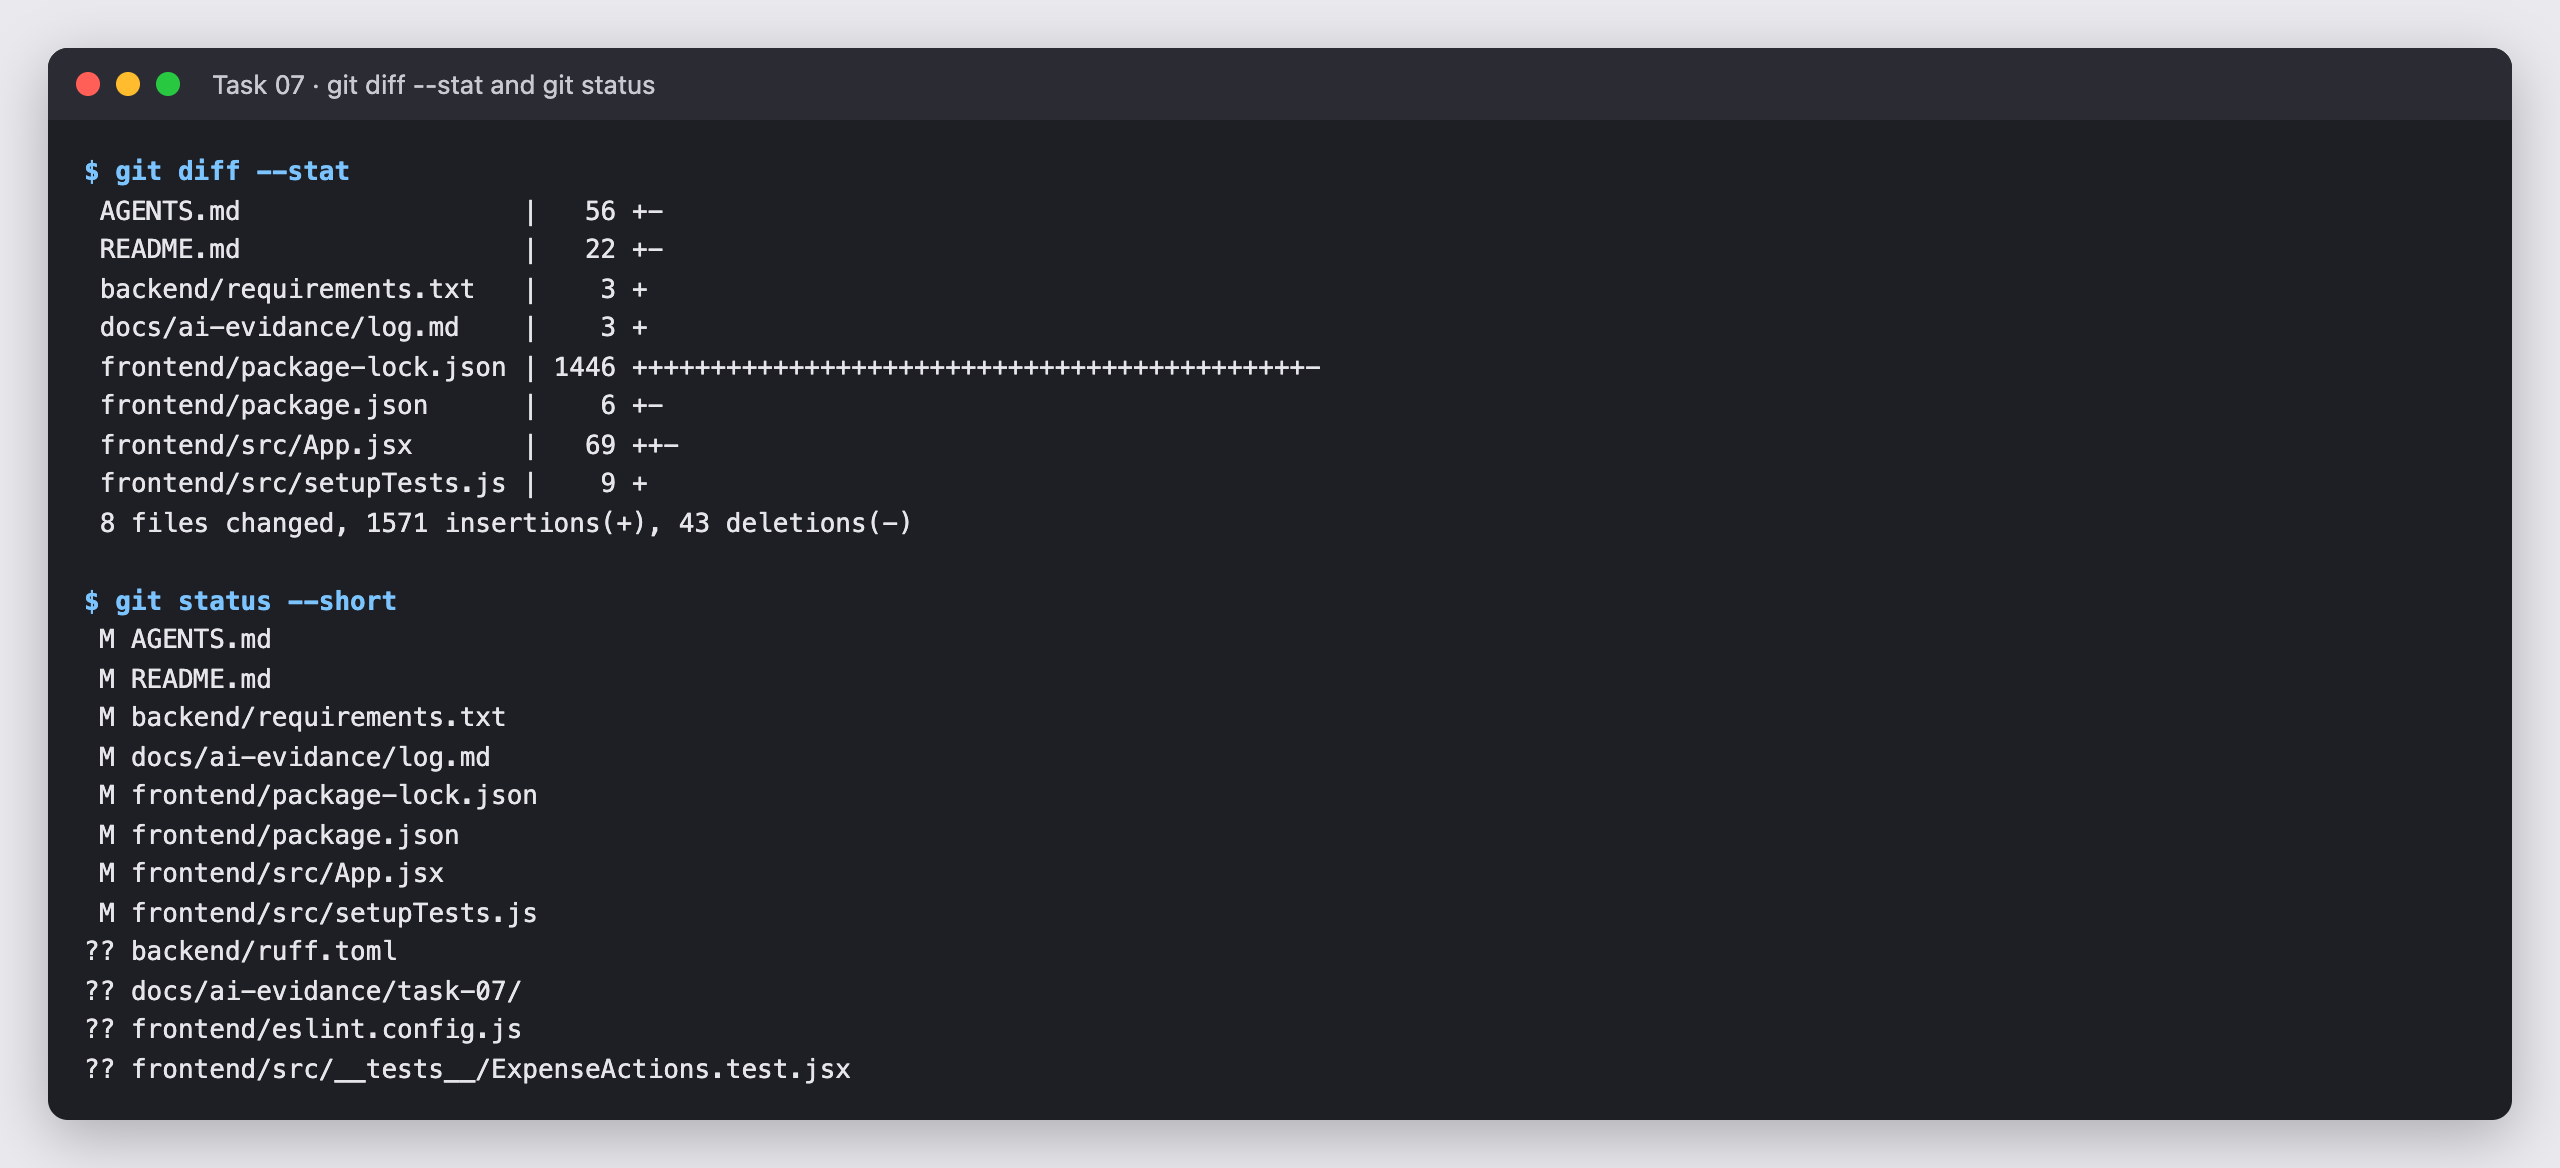 Task 07 · git diff --stat and git status
$ git diff --stat
 AGENTS.md                  |   56 +-
 README.md                  |   22 +-
 backend/requirements.txt   |    3 +
 docs/ai-evidance/log.md    |    3 +
 frontend/package-lock.json | 1446 +++++++++++++++++++++++++++++++++++++++++++-
 frontend/package.json      |    6 +-
 frontend/src/App.jsx       |   69 ++-
 frontend/src/setupTests.js |    9 +
 8 files changed, 1571 insertions(+), 43 deletions(-)
$ git status --short
 M AGENTS.md
 M README.md
 M backend/requirements.txt
 M docs/ai-evidance/log.md
 M frontend/package-lock.json
 M frontend/package.json
 M frontend/src/App.jsx
 M frontend/src/setupTests.js
?? backend/ruff.toml
?? docs/ai-evidance/task-07/
?? frontend/eslint.config.js
?? frontend/src/__tests__/ExpenseActions.test.jsx